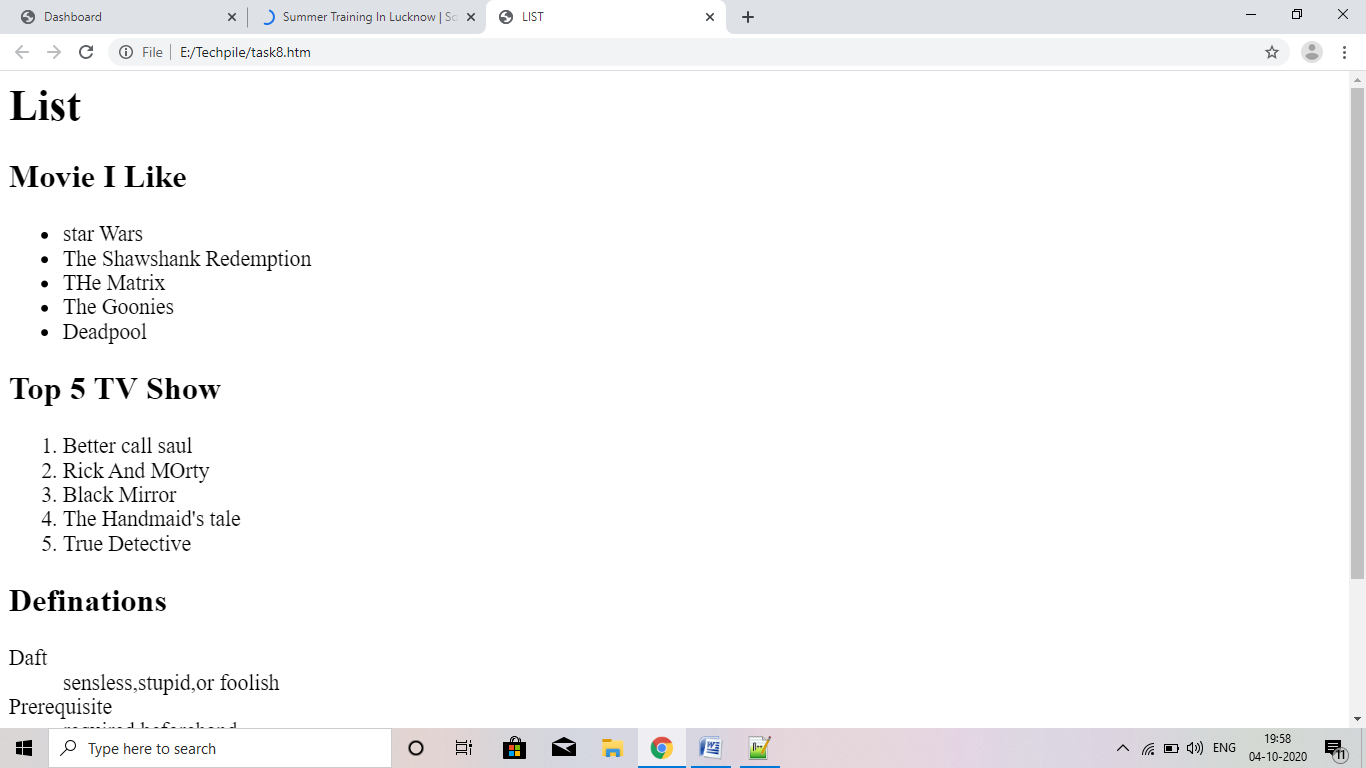 Dashboard
Summer Training In Lucknow | Sc
LIST
File
E:/Techpile/task8.htm
List
Movie I Like
star Wars
The Shawshank Redemption
THe Matrix
The Goonies
Deadpool
Top 5 TV Show
1. Better call saul
2. Rick And MOrty
3. Black Mirror
4. The Handmaid's tale
5. True Detective
Definations
Daft
sensless,stupid,or foolish
Prerequisite
required beforehand
Type here to search
ENG
19:58
04-10-2020
11